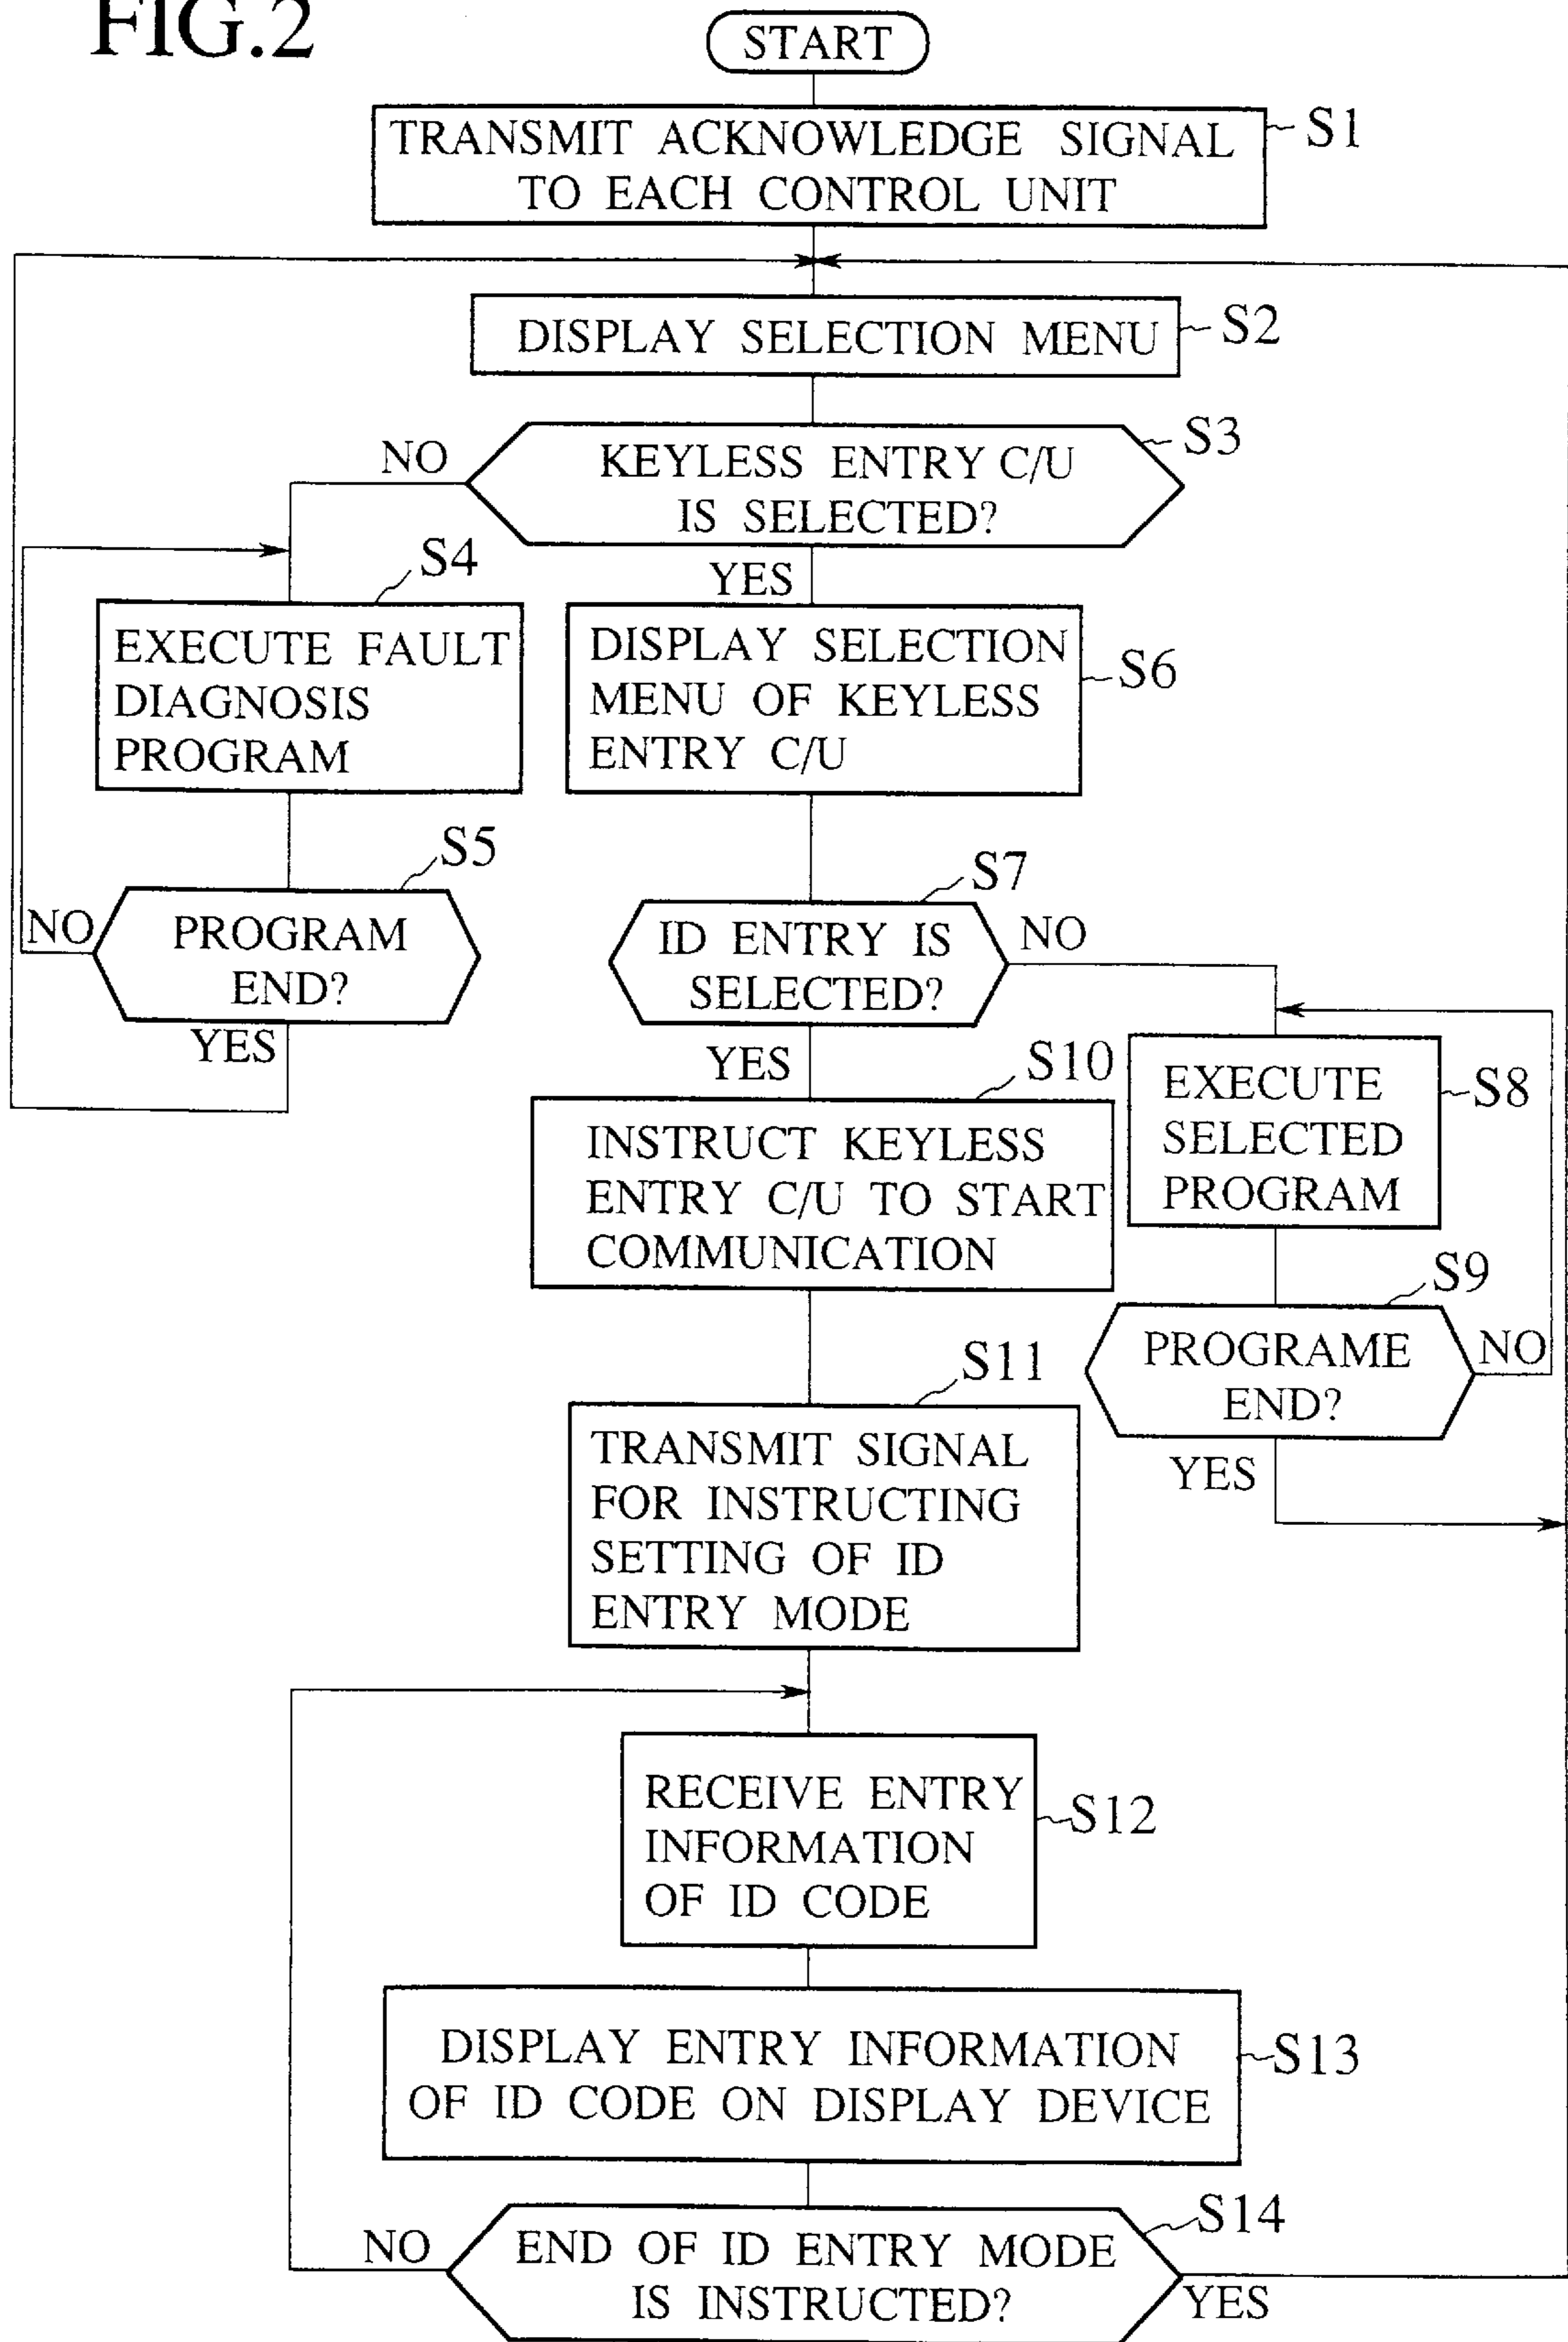 FIG.2
START
TRANSMIT ACKNOWLEDGE SIGNAL
TO EACH CONTROL UNIT
S1
DISPLAY SELECTION MENU
S2
KEYLESS ENTRY C/U
IS SELECTED?
S3
NO
YES
S4
EXECUTE FAULT
DIAGNOSIS
PROGRAM
DISPLAY SELECTION
MENU OF KEYLESS
ENTRY C/U
S6
S5
PROGRAM
END?
NO
YES
S7
ID ENTRY IS
SELECTED?
NO
YES
S10
INSTRUCT KEYLESS
ENTRY C/U TO START
COMMUNICATION
EXECUTE
SELECTED
PROGRAM
S8
S9
PROGRAME
END?
NO
YES
S11
TRANSMIT SIGNAL
FOR INSTRUCTING
SETTING OF ID
ENTRY MODE
RECEIVE ENTRY
INFORMATION
OF ID CODE
S12
DISPLAY ENTRY INFORMATION
OF ID CODE ON DISPLAY DEVICE
S13
END OF ID ENTRY MODE
IS INSTRUCTED?
S14
NO
YES